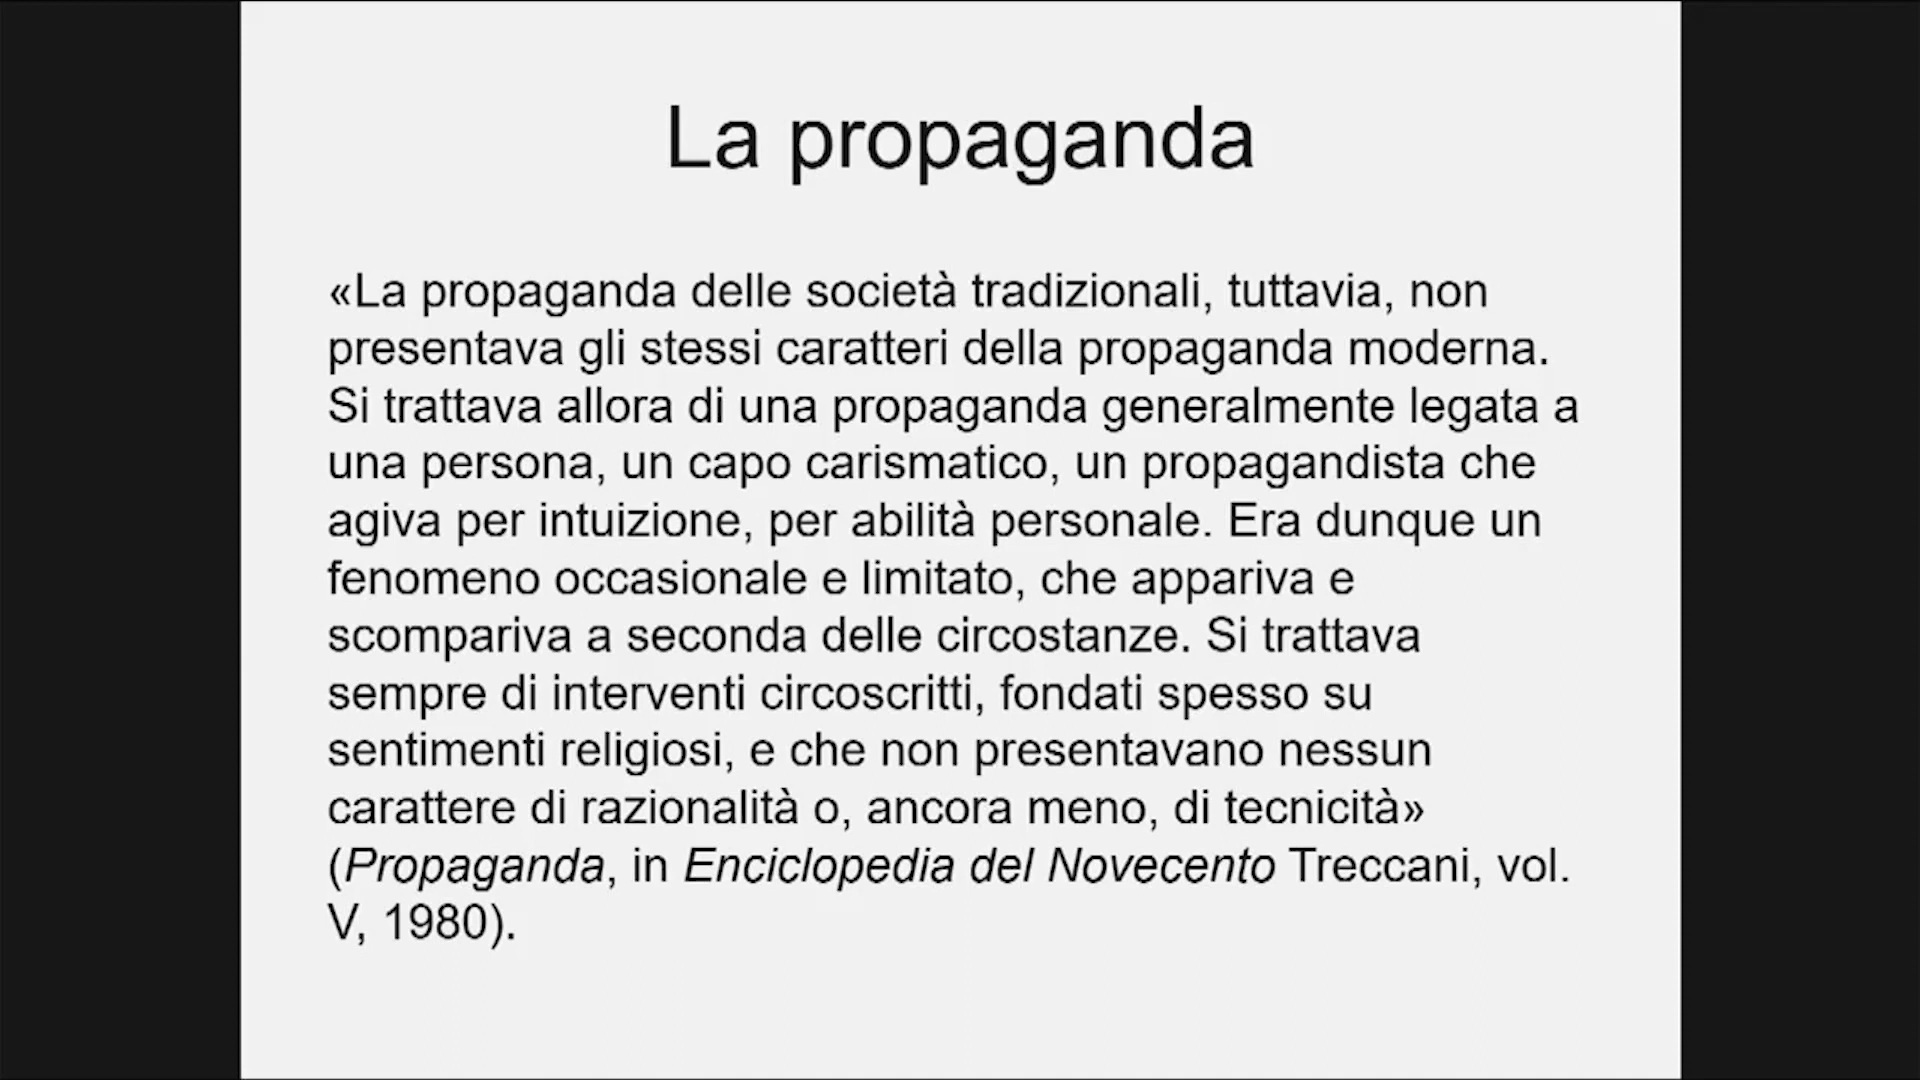 La propaganda
«La propaganda delle società tradizionali, tuttavia, non
presentava gli stessi caratteri della propaganda moderna.
Si trattava allora di una propaganda generalmente legata a
una persona, un capo carismatico, un propagandista che
agiva per intuizione, per abilità personale. Era dunque un
fenomeno occasionale e limitato, che appariva e
scompariva a seconda delle circostanze. Si trattava
sempre di interventi circoscritti, fondati spesso su
sentimenti religiosi, e che non presentavano nessun
carattere di razionalità o, ancora meno, di tecnicità»
(Propaganda, in Enciclopedia del Novecento Treccani, vol.
V, 1980).